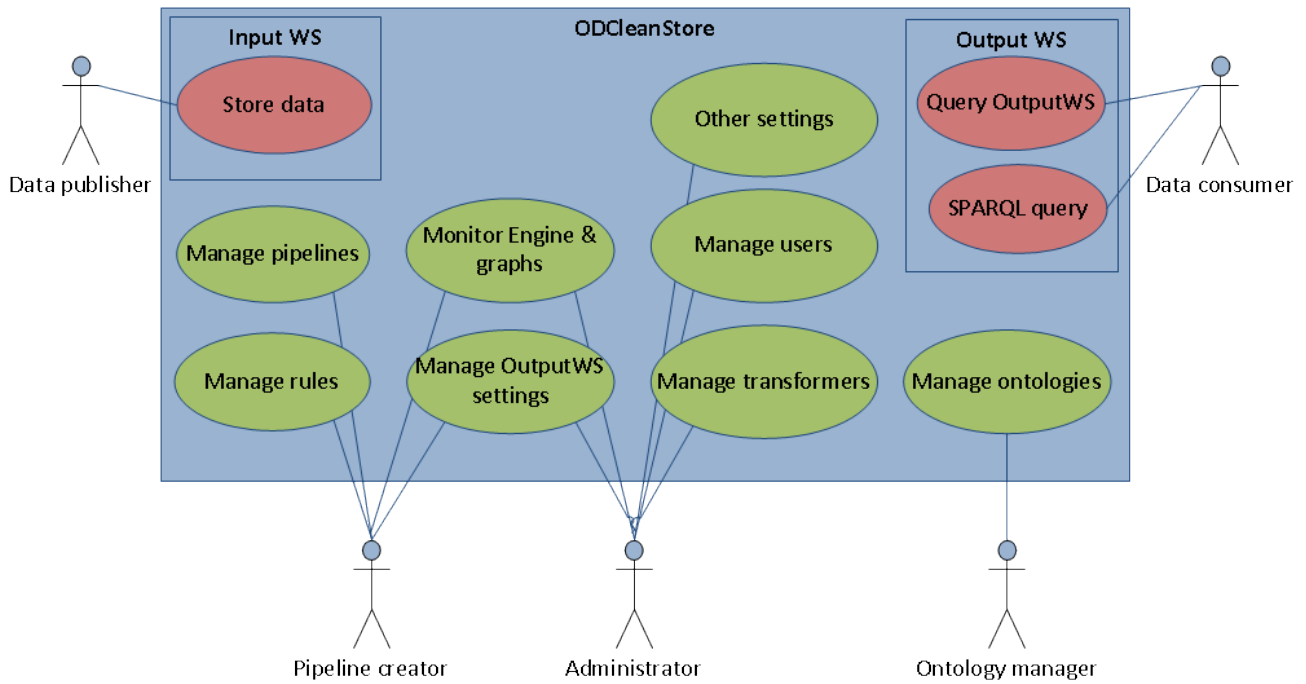 ODCleanStore
Input WS
Output WS
Store data
Query OutputWS
Other settings
Data publisher
Data consumer
SPARQL query
Manage pipelines
Monitor Engine &
graphs
Manage users
Manage rules
Manage OutputWS
settings
Manage transformers
Manage ontologies
Pipeline creator
Administrator
Ontology manager